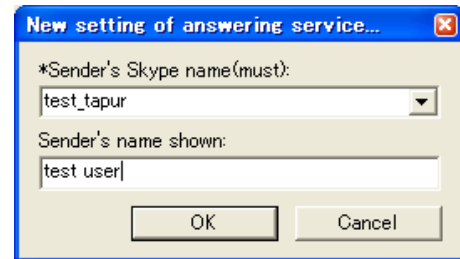 New setting of answering service...
*Sender's Skype name(must):
test_tapur
Sender's name shown:
test user
OK Cancel